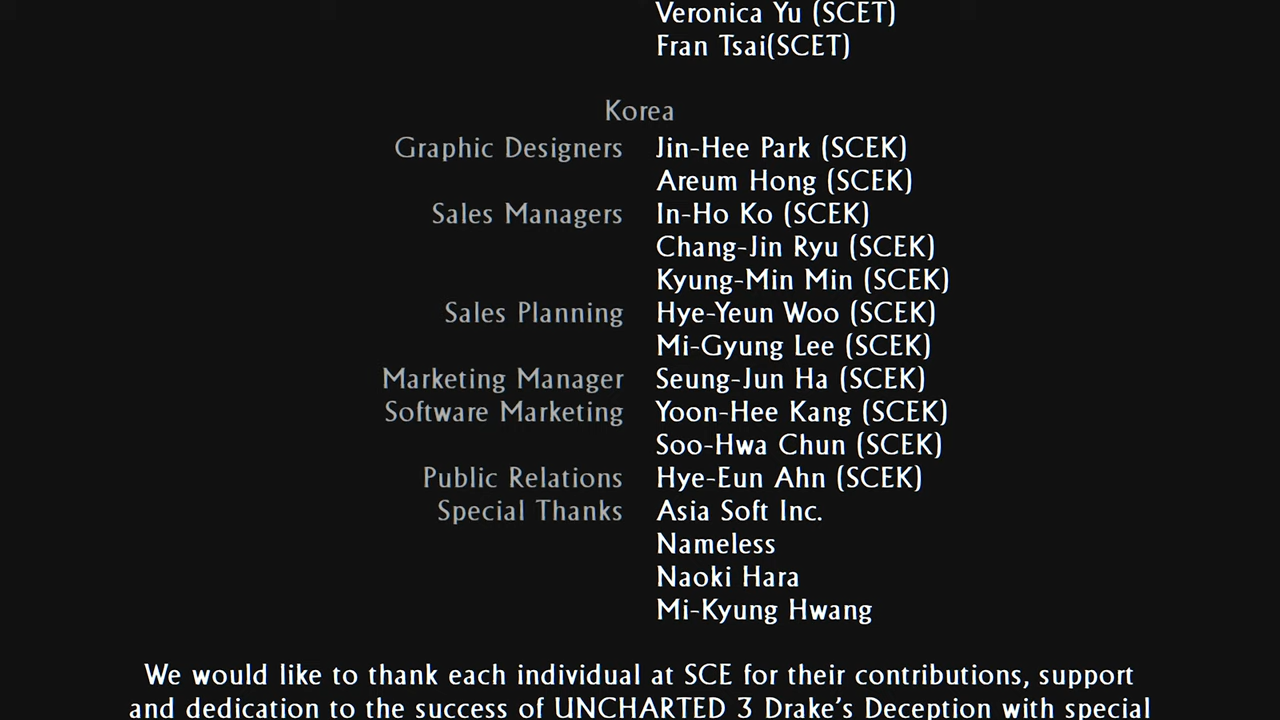 Veronica Yu (SCET)
Fran Tsai(SCET)
Korea
Graphic Designers Jin-Hee Park (SCEK)
Areum Hong (SCEK)
Sales Managers In-Ho Ko (SCEK)
Chang-Jin Ryu (SCEK)
Kyung-Min Min (SCEK)
Sales Planning Hye-Yeun Woo (SCEK)
Mi-Gyung Lee (SCEK)
Marketing Manager Seung-Jun Ha (SCEK)
Software Marketing Yoon-Hee Kang (SCEK)
Soo-Hwa Chun (SCEK)
Public Relations Hye-Eun Ahn (SCEK)
Special Thanks Asia Soft Inc.
Nameless
Naoki Hara
Mi-Kyung Hwang
We would like to thank each individual at SCE for their contributions, support
and dedication to the success of UNCHARTED 3 Drake's Deception with special